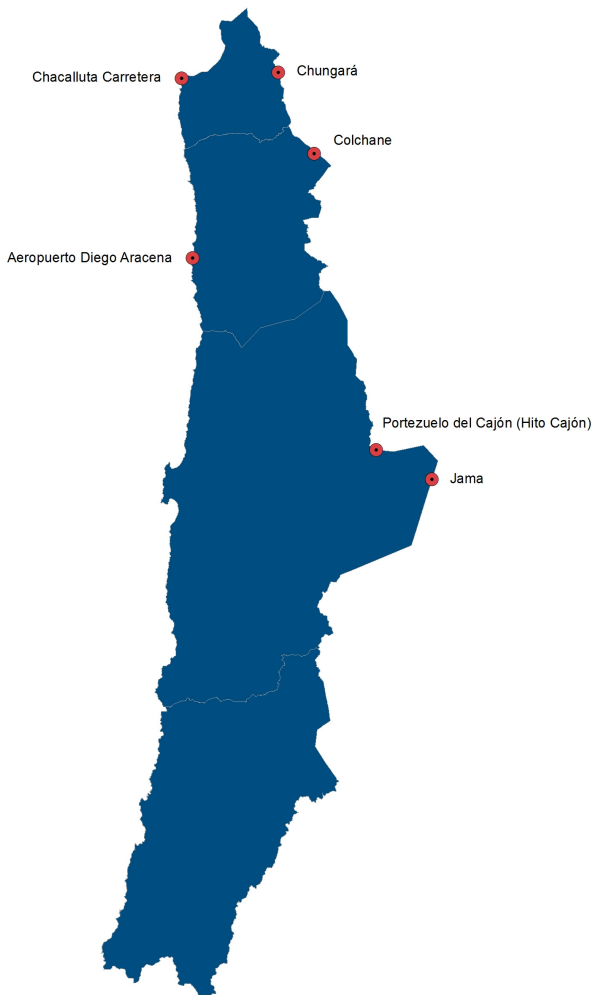 Chungará
Chacalluta Carretera
Colchane
Aeropuerto Diego Aracena
Portezuelo del Cajón (Hito Cajón)
Jama